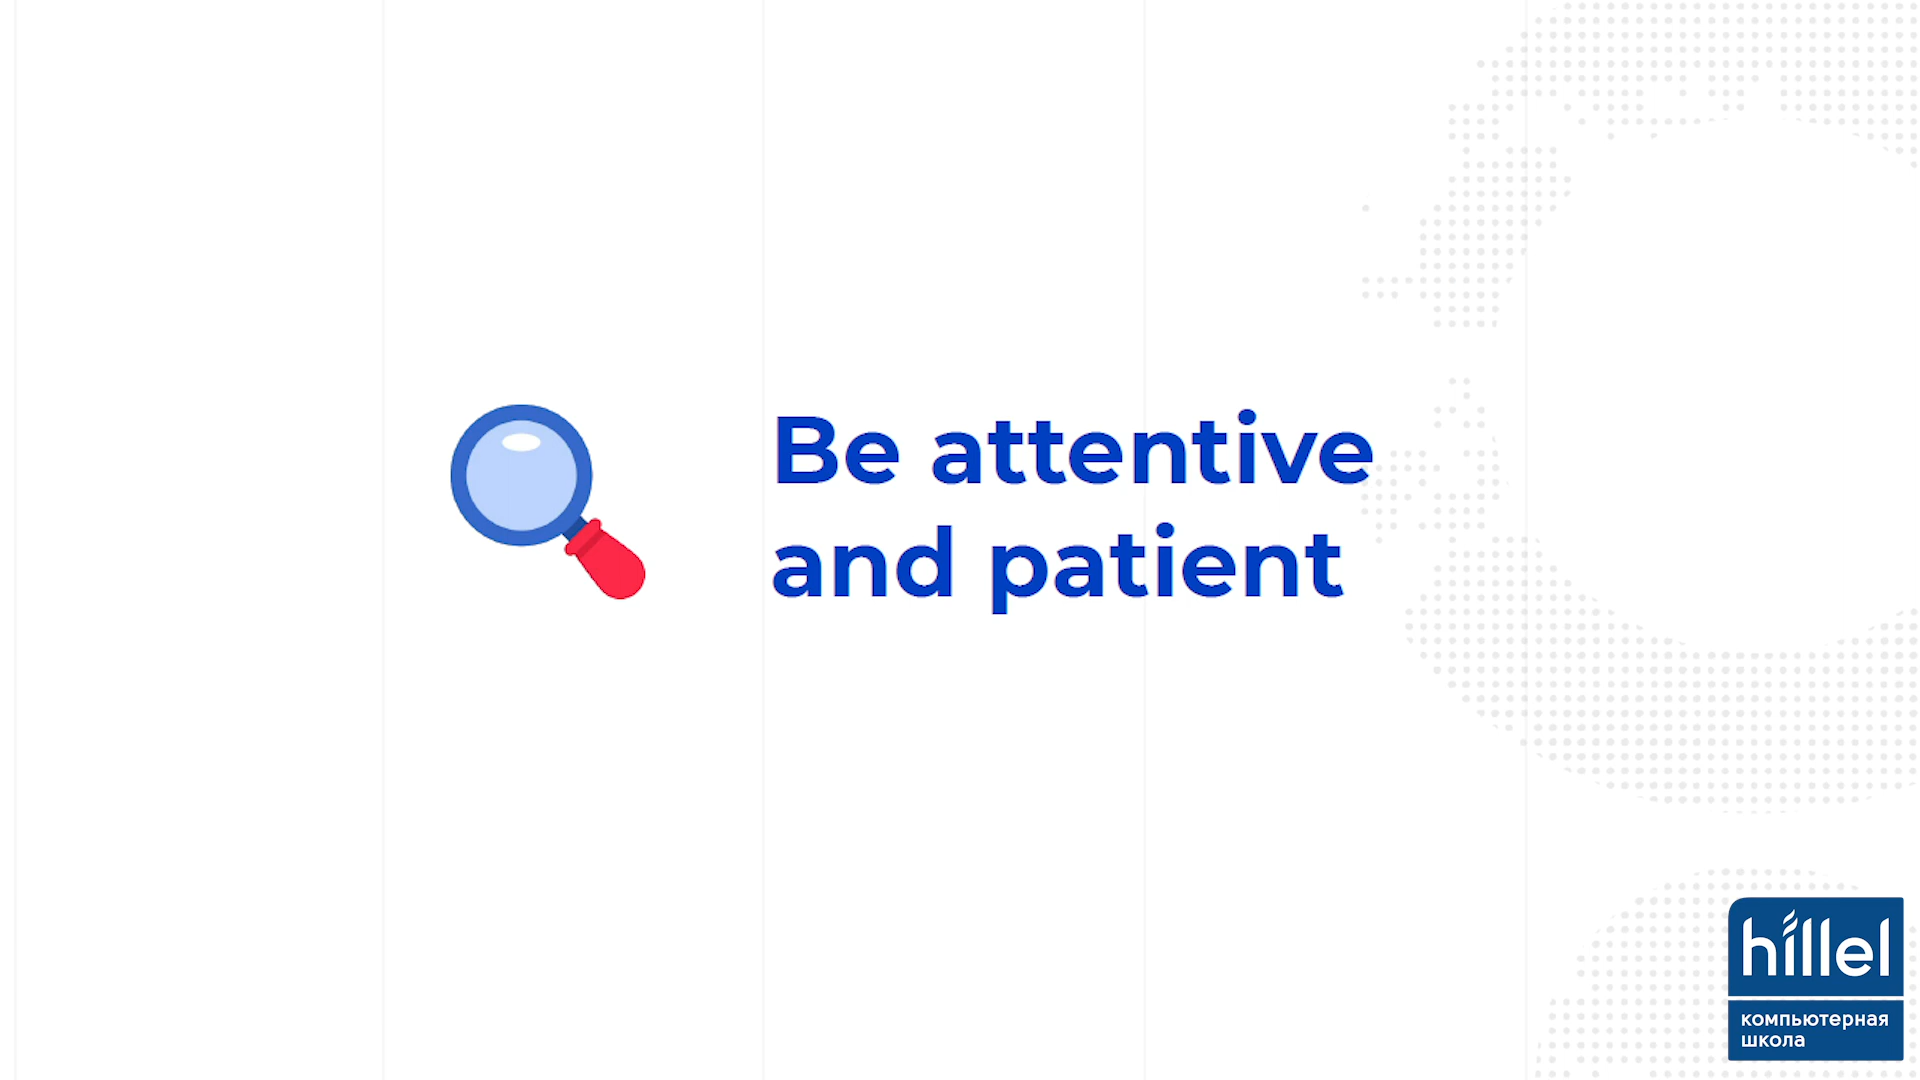 Be attentive
and patient
hillel
компьютерная
школа